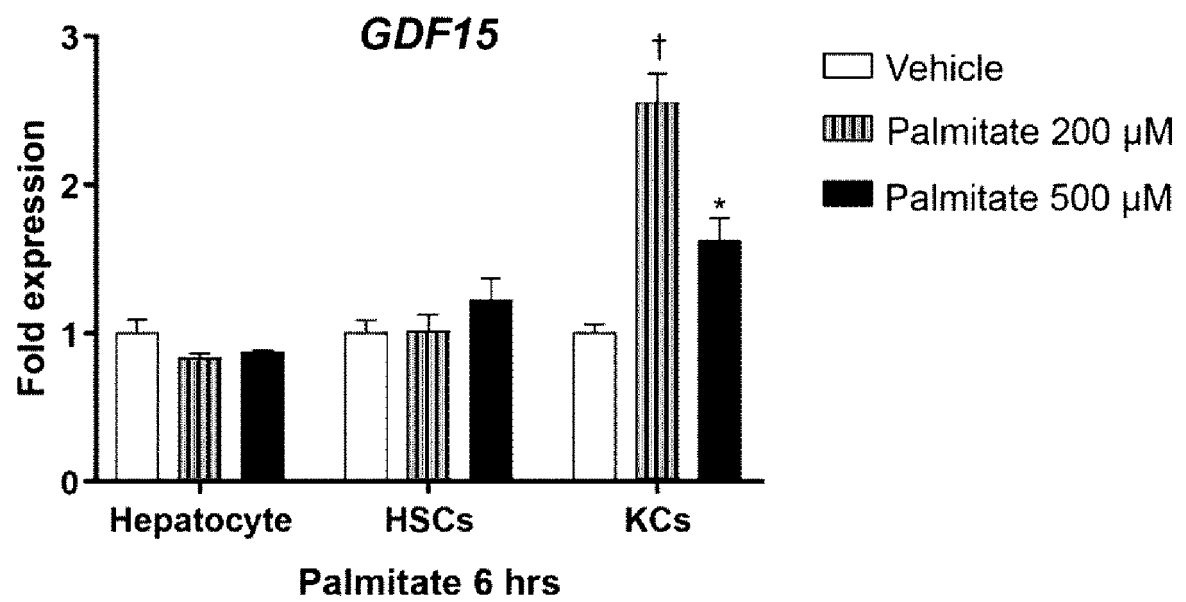 GDF15
Fold expression
3
2
1
0
†
*
Hepatocyte
HSCs
KCs
Palmitate 6 hrs
Vehicle
Palmitate 200 µM
Palmitate 500 µM